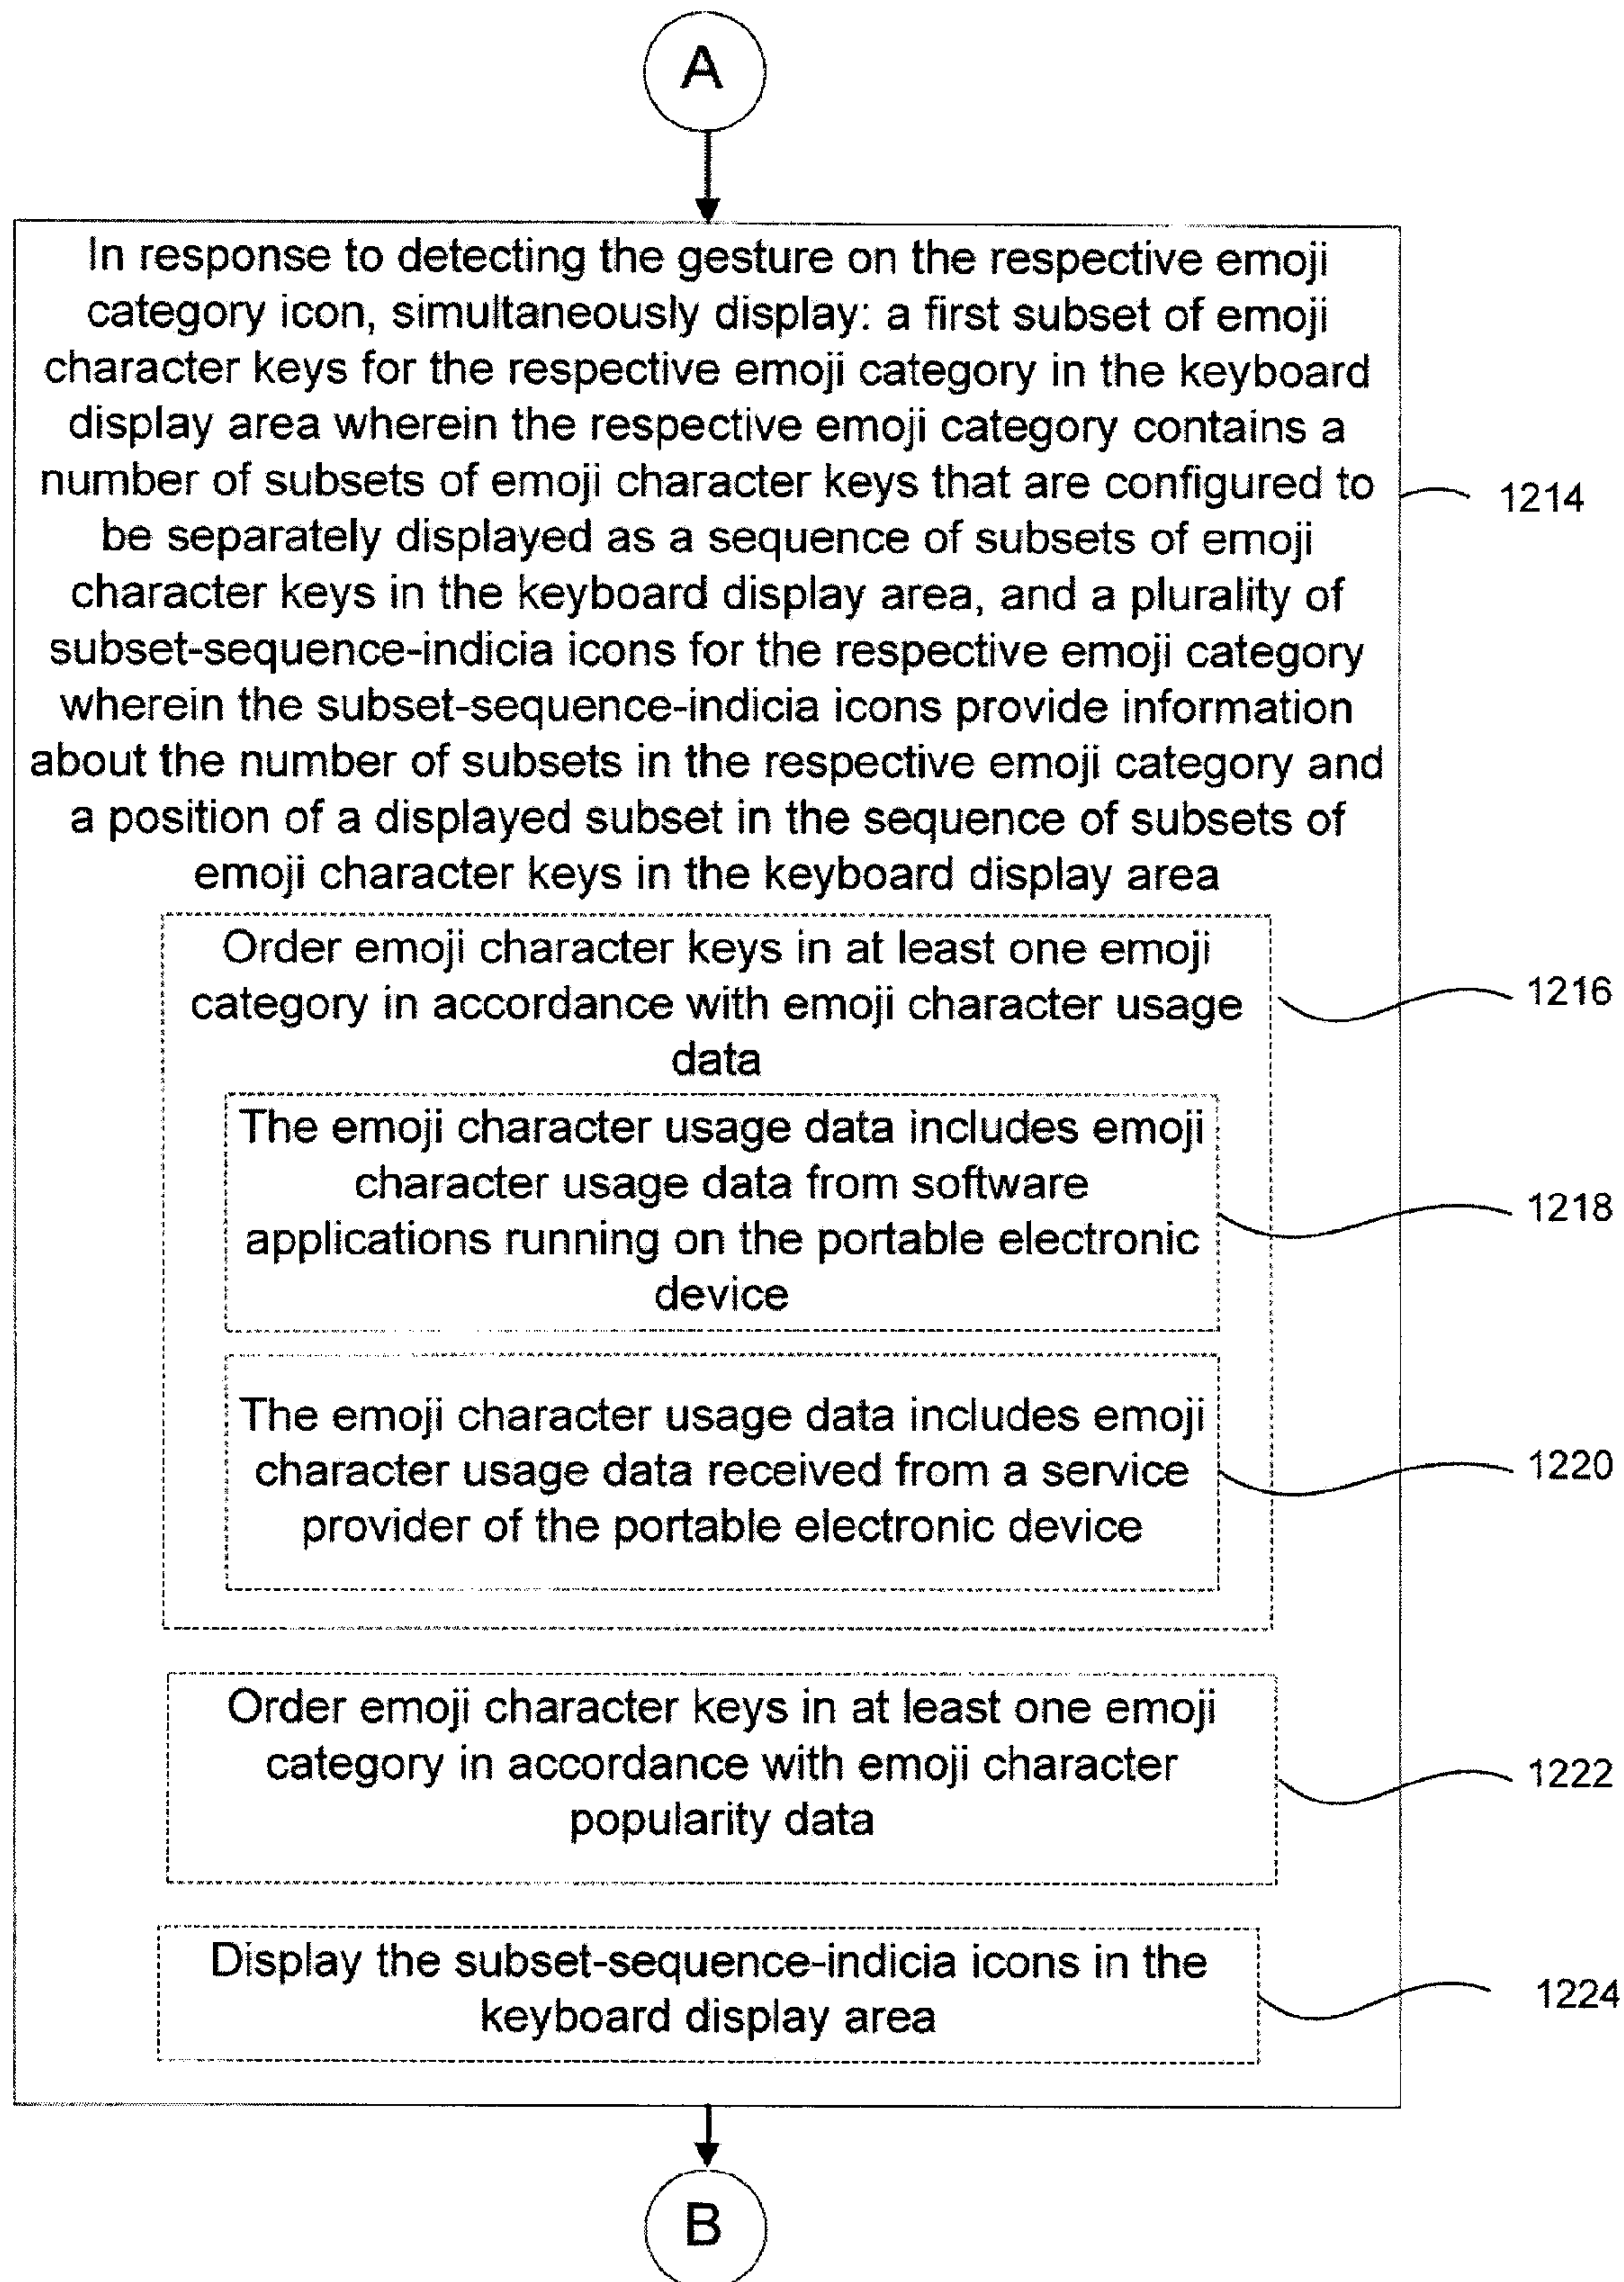 A
In response to detecting the gesture on the respective emoji
category icon, simultaneously display: a first subset of emoji
character keys for the respective emoji category in the keyboard
display area wherein the respective emoji category contains a
number of subsets of emoji character keys that are configured to
be separately displayed as a sequence of subsets of emoji
character keys in the keyboard display area, and a plurality of
subset-sequence-indicia icons for the respective emoji category
wherein the subset-sequence-indicia icons provide information
about the number of subsets in the respective emoji category and
a position of a displayed subset in the sequence of subsets of
emoji character keys in the keyboard display area
1214
Order emoji character keys in at least one emoji
category in accordance with emoji character usage
data
1216
The emoji character usage data includes emoji
character usage data from software
applications running on the portable electronic
device
1218
The emoji character usage data includes emoji
character usage data received from a service
provider of the portable electronic device
1220
Order emoji character keys in at least one emoji
category in accordance with emoji character
popularity data
1222
Display the subset-sequence-indicia icons in the
keyboard display area
1224
B